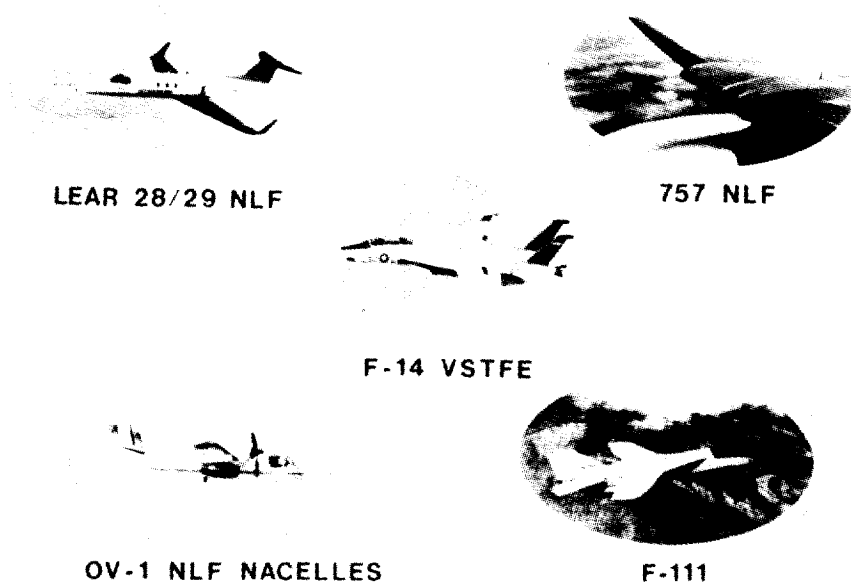 LEAR 28/29 NLF
757 NLF
F-14 VSTFE
OV-1 NLF NACELLES
F-111